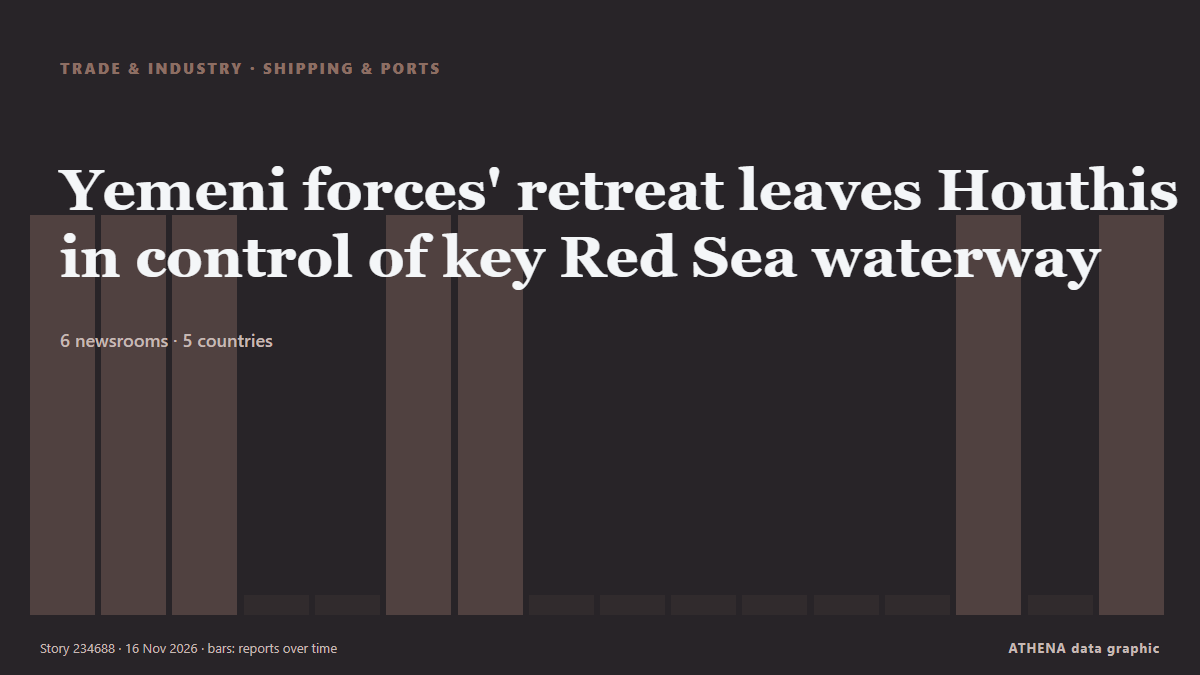 TRADE & INDUSTRY · SHIPPING & PORTS
Yemeni forces' retreat leaves Houthis
in control of key Red Sea waterway
6 newsrooms · 5 countries
Story 234688 · 16 Nov 2026 · bars: reports over time
ATHENA data graphic